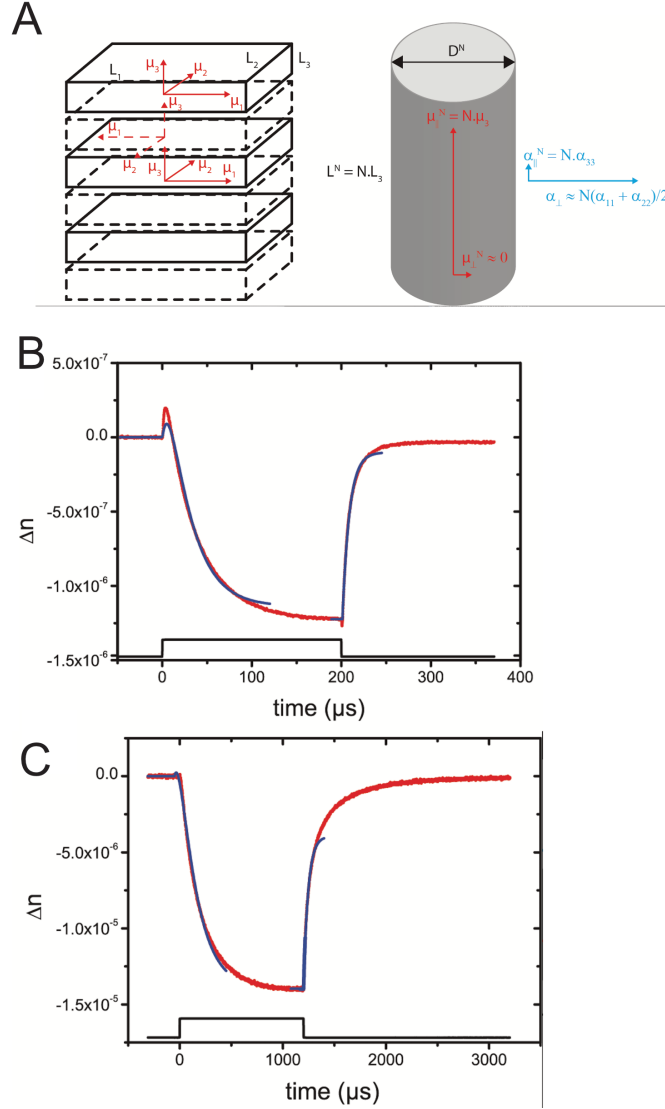 A
L₁
L₂
L₃
μ₃
μ₂
μ₁
μ₃
μ₁
μ₂
μ₃
μ₂
μ₁
Dᴺ
μ∥ᴺ = N.μ₃
Lᴺ = N.L₃
α∥ᴺ = N.α₃₃
α⊥ ≈ N(α₁₁ + α₂₂)/2
μ⊥ᴺ ≈ 0
B
5.0x10⁻⁷
0.0
-5.0x10⁻⁷
-1.0x10⁻⁶
-1.5x10⁻⁶
Δn
0 100 200 300 400
time (μs)
C
0.0
-5.0x10⁻⁶
-1.0x10⁻⁵
-1.5x10⁻⁵
Δn
0 1000 2000 3000
time (μs)